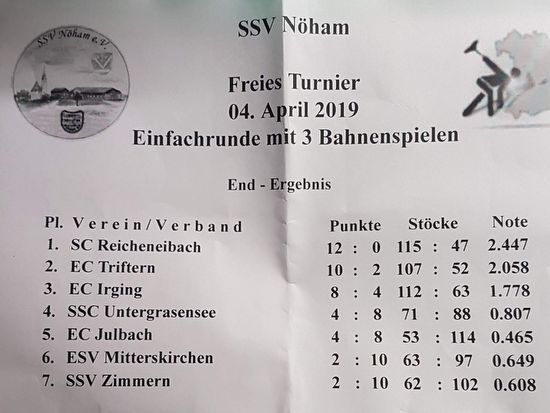 SSV Nöham e.V.
SSV Nöham
Freies Turnier
04. April 2019
Einfachrunde mit 3 Bahnenspielen
End - Ergebnis
Pl. Verein/Verband Punkte Stöcke Note
1. SC Reicheneibach 12 : 0 115 : 47 2.447
2. EC Triftern 10 : 2 107 : 52 2.058
3. EC Irging 8 : 4 112 : 63 1.778
4. SSC Untergrasensee 4 : 8 71 : 88 0.807
5. EC Julbach 4 : 8 53 : 114 0.465
6. ESV Mitterskirchen 2 : 10 63 : 97 0.649
7. SSV Zimmern 2 : 10 62 : 102 0.608